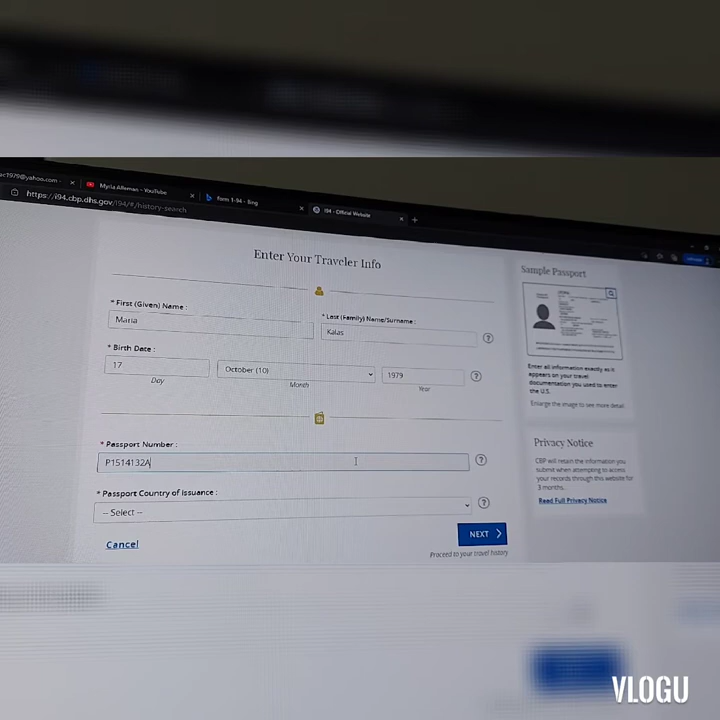 ac1979@yahoo.com -
Myria Alleman - YouTube
Form 1-94 - Bing
I94 - Official Website
https://i94.cbp.dhs.gov/I94/#/history-search
Enter Your Traveler Info
* First (Given) Name :
Maria
* Last (Family) Name/Surname :
Kalas
* Birth Date :
17
October (10)
1979
Day
Month
Year
* Passport Number :
P1514132A
* Passport Country of Issuance :
-- Select --
Cancel
NEXT
Proceed to your travel history
Sample Passport
Enter all information exactly as it
appears on your travel
documentation you used to enter
the U.S.
Enlarge the image to see more detail
Privacy Notice
CBP will retain the information you
submit when attempting to access
your records through this website for
3 months.
Read Full Privacy Notice
VLOGU